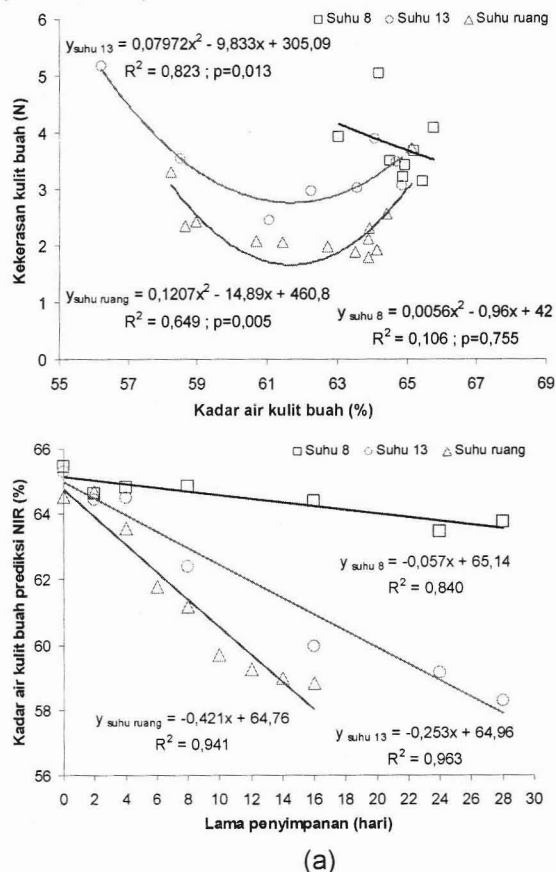 □ Suhu 8 ○ Suhu 13 △ Suhu ruang
6
5
4
3
2
1
0
Kekerasan kulit buah (N)
y suhu 13 = 0,07972x² - 9,833x + 305,09
R² = 0,823 ; p=0,013
y suhu ruang = 0,1207x² - 14,89x + 460,8
R² = 0,649 ; p=0,005
y suhu 8 = 0,0056x² - 0,96x + 42
R² = 0,106 ; p=0,755
55 57 59 61 63 65 67 69
Kadar air kulit buah (%)
□ Suhu 8 ○ Suhu 13 △ Suhu ruang
66
64
62
60
58
56
Kadar air kulit buah prediksi NIR (%)
y suhu 8 = -0,057x + 65,14
R² = 0,840
y suhu ruang = -0,421x + 64,76
R² = 0,941
y suhu 13 = -0,253x + 64,96
R² = 0,963
0 2 4 6 8 10 12 14 16 18 20 22 24 26 28 30
Lama penyimpanan (hari)
(a)